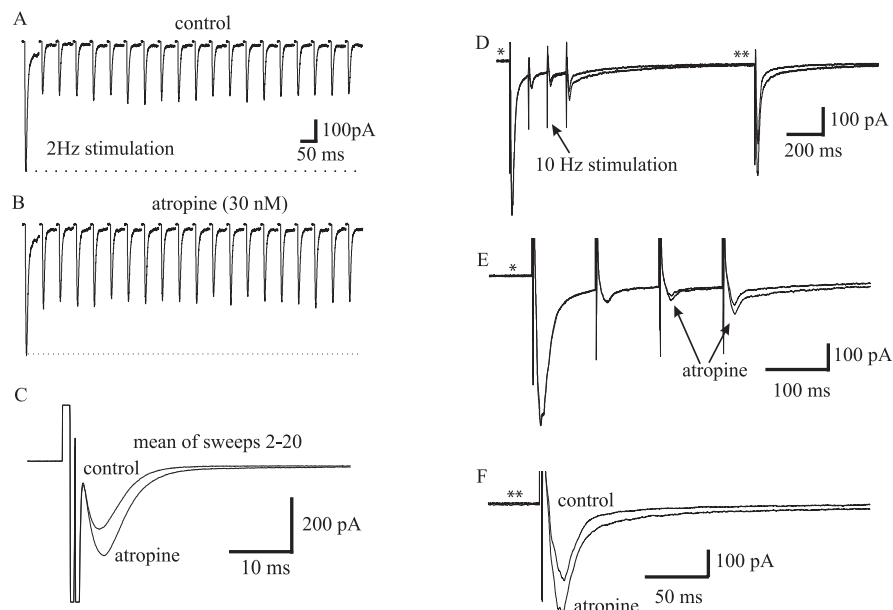 A
control
100pA
50 ms
2Hz stimulation
B
atropine (30 nM)
C
mean of sweeps 2-20
control
atropine
200 pA
10 ms
D
*
**
10 Hz stimulation
100 pA
200 ms
E
*
atropine
100 pA
100 ms
F
**
control
atropine
100 pA
50 ms